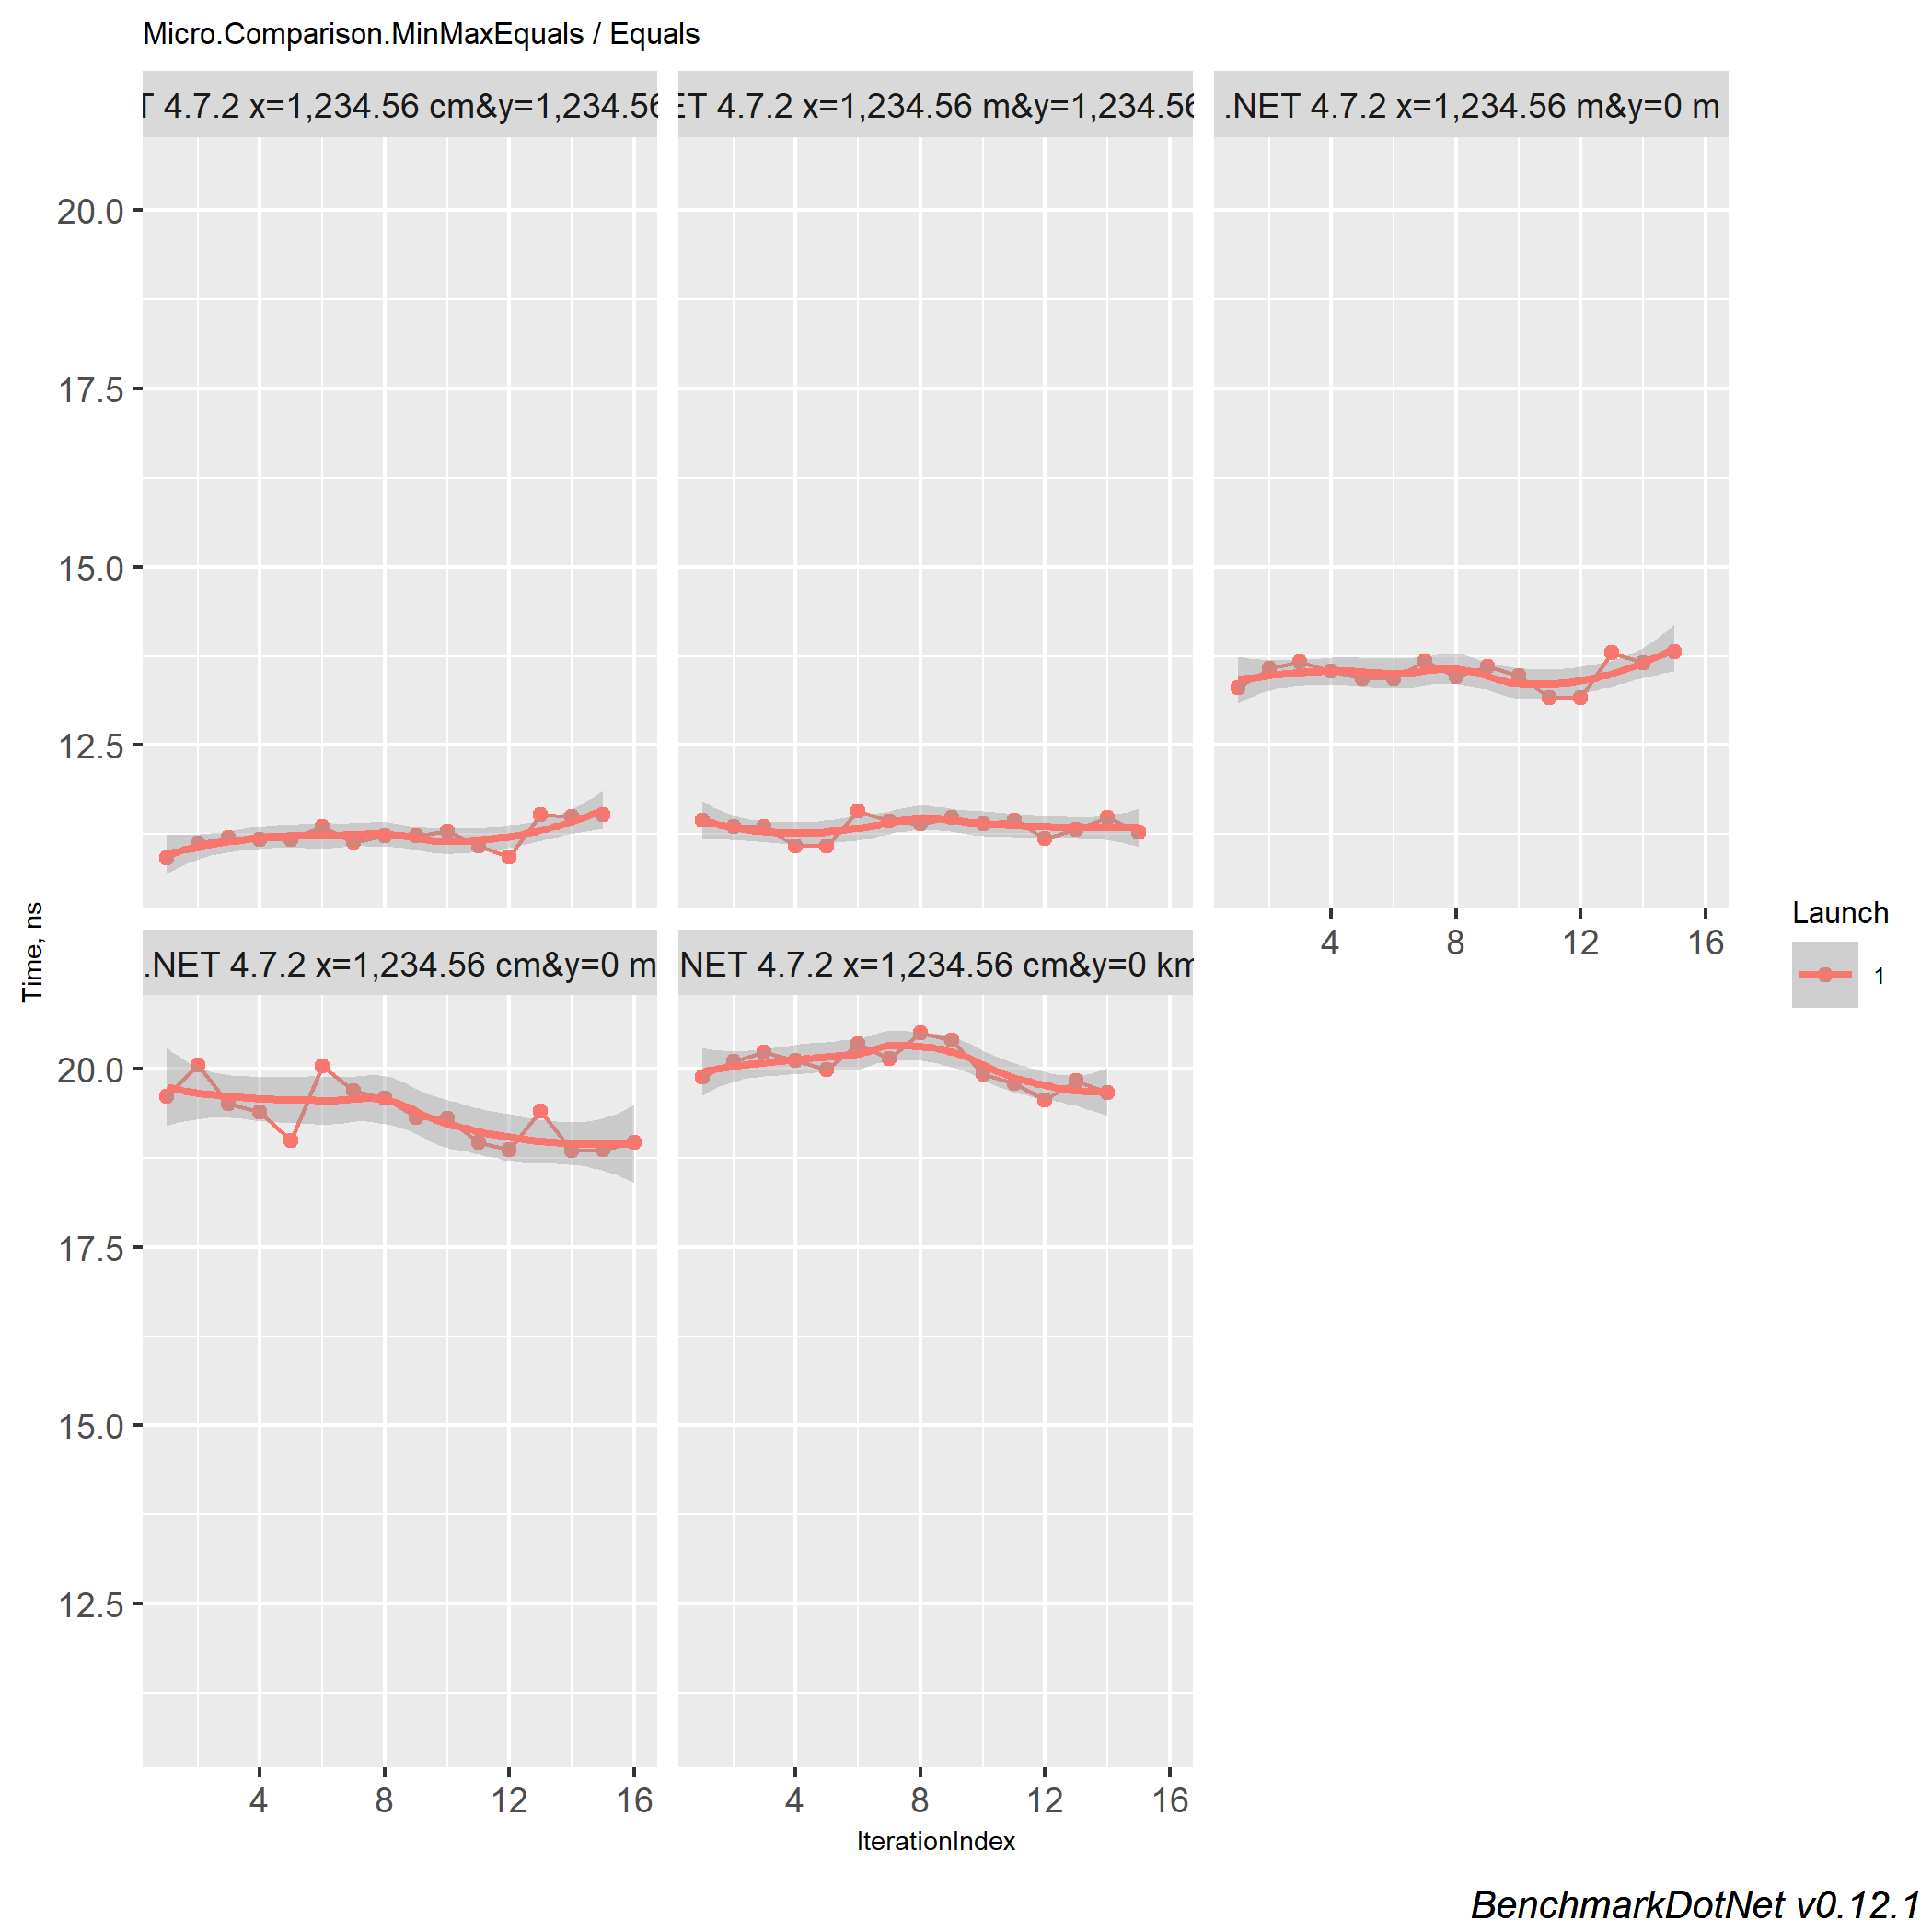 Micro.Comparison.MinMaxEquals / Equals
T 4.7.2 x=1,234.56 cm&y=1,234.56
ET 4.7.2 x=1,234.56 m&y=1,234.56
.NET 4.7.2 x=1,234.56 m&y=0 m
20.0
17.5
15.0
12.5
4 8 12 16
Time, ns
Launch
1
.NET 4.7.2 x=1,234.56 cm&y=0 m
NET 4.7.2 x=1,234.56 cm&y=0 km
20.0
17.5
15.0
12.5
4 8 12 16
4 8 12 16
IterationIndex
BenchmarkDotNet v0.12.1